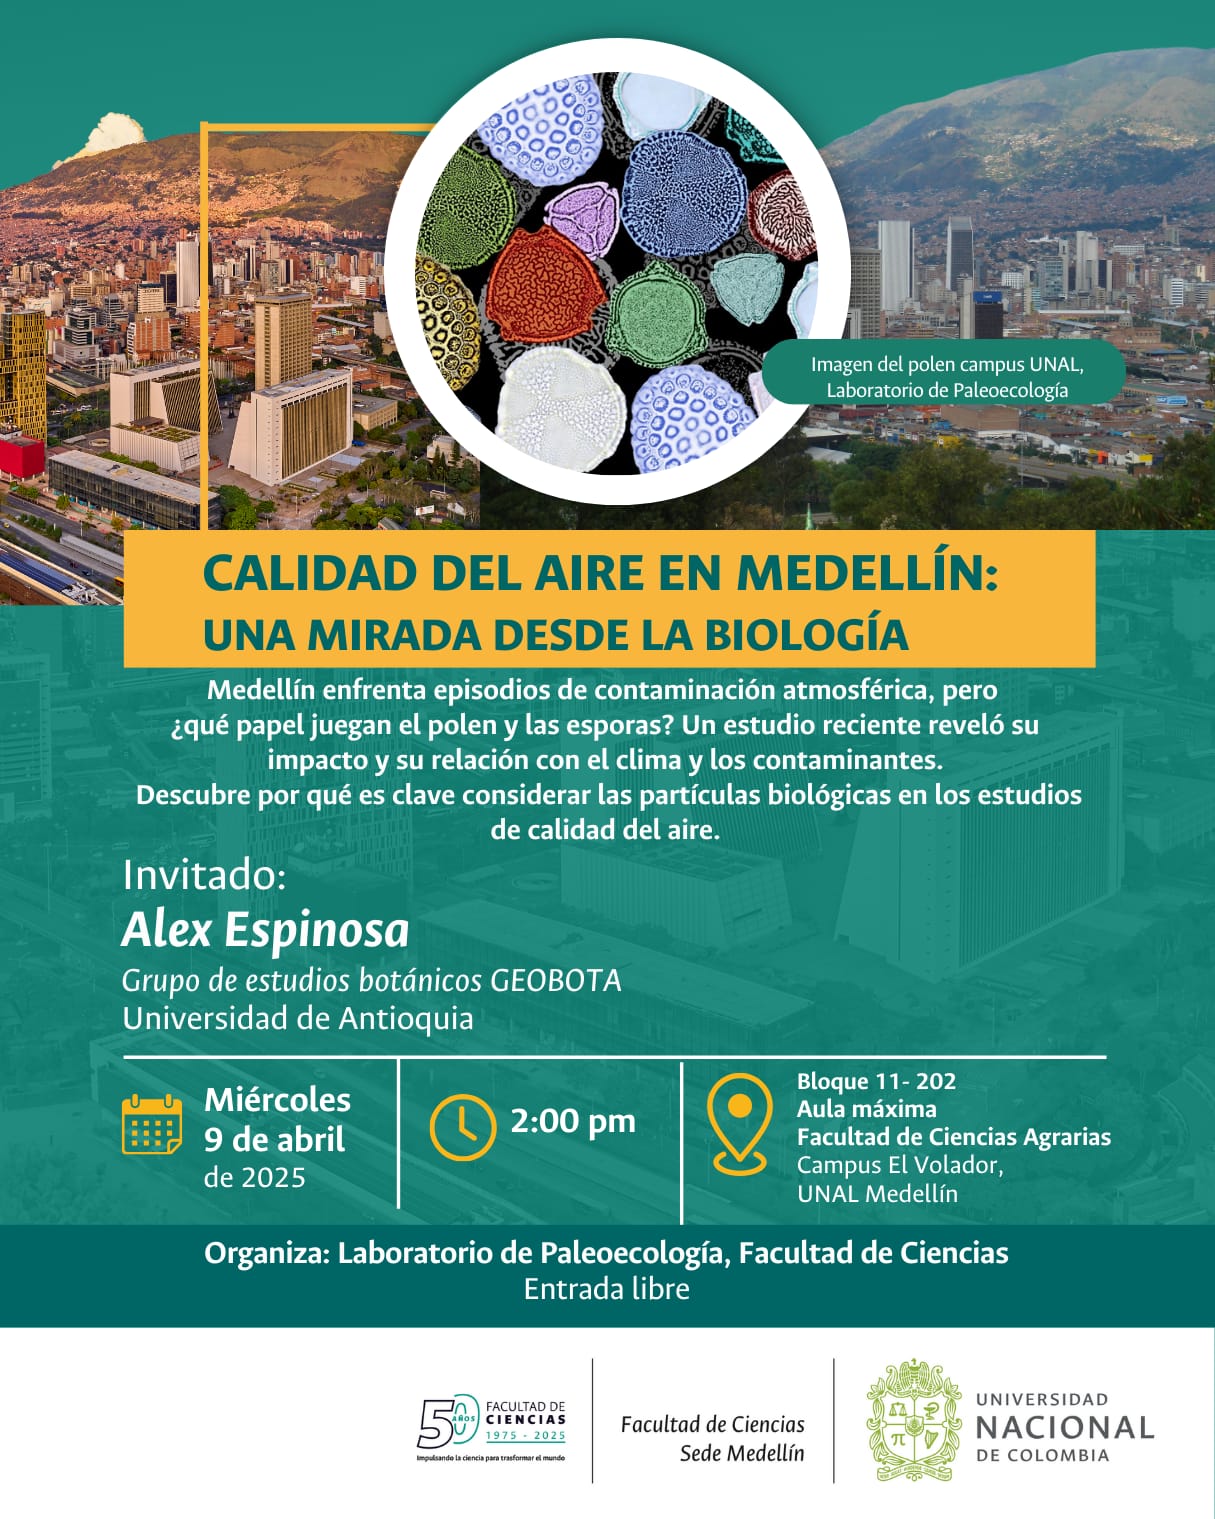 Imagen del polen campus UNAL,
Laboratorio de Paleoecología
CALIDAD DEL AIRE EN MEDELLÍN:
UNA MIRADA DESDE LA BIOLOGÍA
Medellín enfrenta episodios de contaminación atmosférica, pero
¿qué papel juegan el polen y las esporas? Un estudio reciente reveló su
impacto y su relación con el clima y los contaminantes.
Descubre por qué es clave considerar las partículas biológicas en los estudios
de calidad del aire.
Invitado:
Alex Espinosa
Grupo de estudios botánicos GEOBOTA
Universidad de Antioquia
Miércoles
9 de abril
de 2025
2:00 pm
Bloque 11- 202
Aula máxima
Facultad de Ciencias Agrarias
Campus El Volador,
UNAL Medellín
Organiza: Laboratorio de Paleoecología, Facultad de Ciencias
Entrada libre
50 AÑOS
FACULTAD DE
CIENCIAS
1975 - 2025
Impulsando la ciencia para trasformar el mundo
Facultad de Ciencias
Sede Medellín
UNIVERSIDAD
NACIONAL
DE COLOMBIA